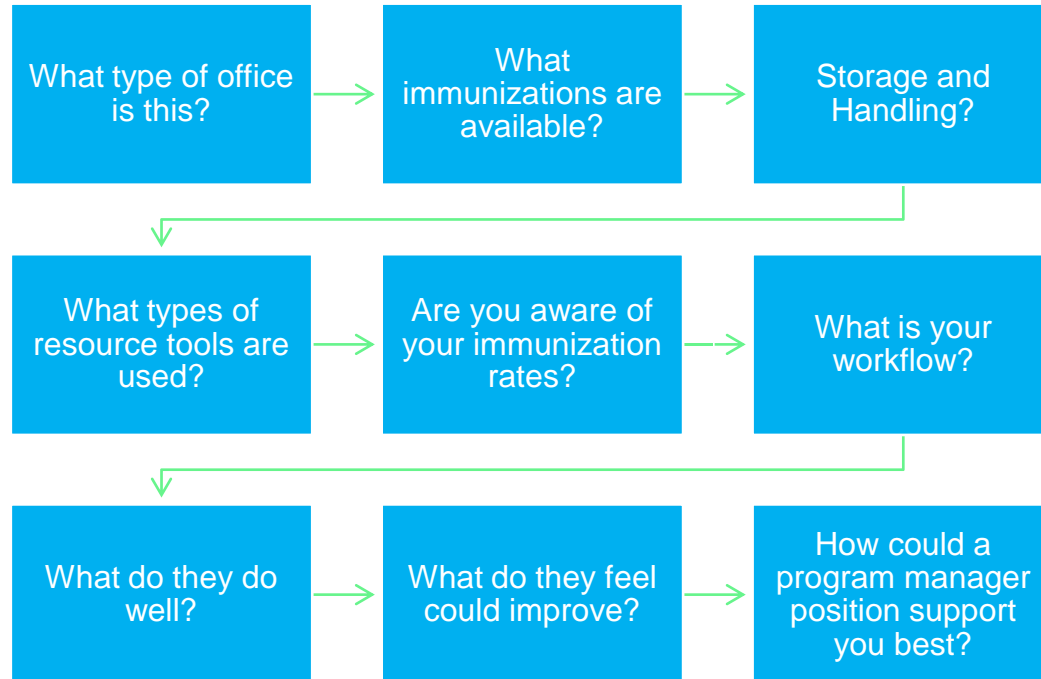 What type of office
is this?
What
immunizations are
available?
Storage and
Handling?
What types of
resource tools are
used?
Are you aware of
your immunization
rates?
What is your
workflow?
What do they do
well?
What do they feel
could improve?
How could a
program manager
position support
you best?